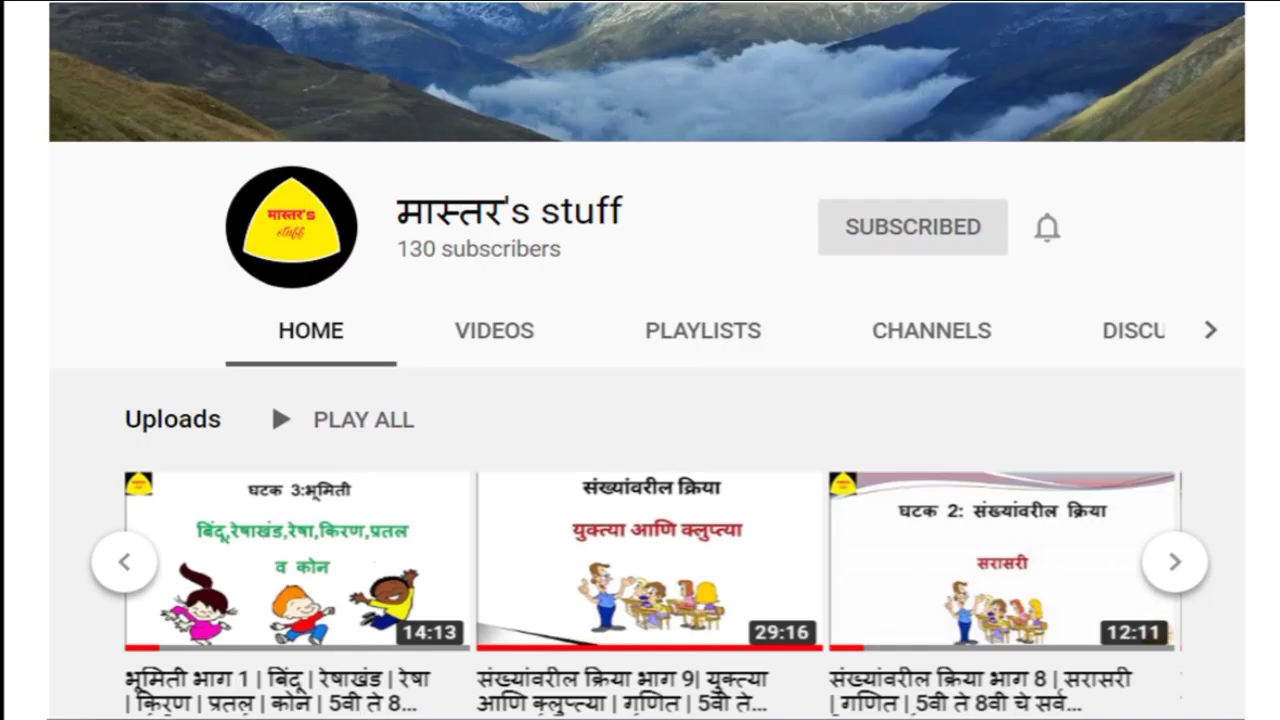 मास्तर's
stuff
मास्तर's stuff
130 subscribers
SUBSCRIBED
HOME VIDEOS PLAYLISTS CHANNELS DISCU
Uploads PLAY ALL
घटक 3:भूमिती
बिंदू,रेषाखंड,रेषा,किरण,प्रतल
व कोन
14:13
संख्यांवरील क्रिया
युक्त्या आणि क्लुप्त्या
29:16
घटक 2: संख्यांवरील क्रिया
सरासरी
12:11
भूमिती भाग 1 | बिंदू | रेषाखंड | रेषा
| किरण | प्रतल | कोन | 5वी ते 8...
संख्यांवरील क्रिया भाग 9| युक्त्या
आणि क्लुप्त्या | गणित | 5वी ते...
संख्यांवरील क्रिया भाग 8 | सरासरी
| गणित | 5वी ते 8वी चे सर्व...